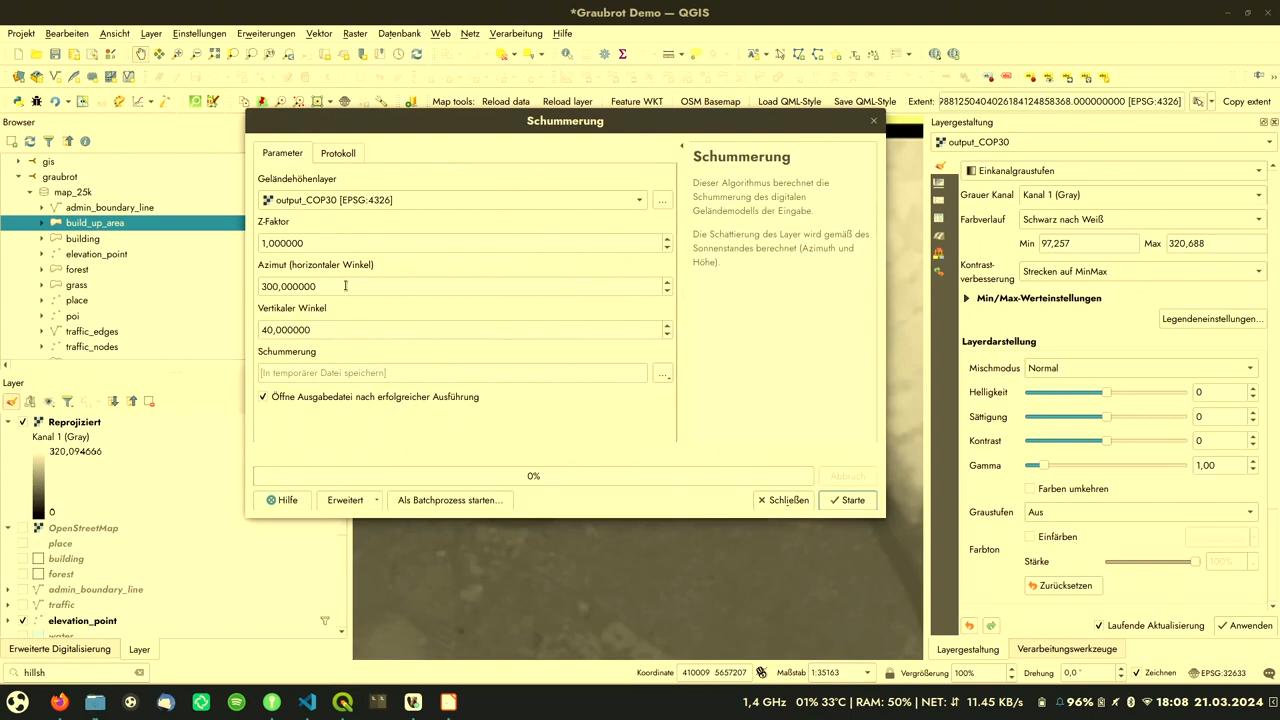 *Graubrot Demo — QGIS
Projekt Bearbeiten Ansicht Layer Einstellungen Erweiterungen Vektor Raster Datenbank Web Netz Verarbeitung Hilfe
Map tools: Reload data Reload layer Feature WKT OSM Basemap Load QML-Style Save QML-Style Extent: 9881250404026184124858368.000000000 [EPSG:4326] Copy extent
Browser
gis
graubrot
map_25k
admin_boundary_line
build_up_area
building
elevation_point
forest
grass
place
poi
traffic_edges
traffic_nodes
Layer
Reprojiziert
Kanal 1 (Gray)
320,094666
0
OpenStreetMap
place
building
forest
admin_boundary_line
traffic
elevation_point
water
Erweiterte Digitalisierung Layer
Schummerung
Parameter Protokoll
Geländehöhenlayer
output_COP30 [EPSG:4326]
…
Z-Faktor
1,000000
Azimut (horizontaler Winkel)
300,000000
Vertikaler Winkel
40,000000
Schummerung
[In temporärer Datei speichern]
…
Öffne Ausgabedatei nach erfolgreicher Ausführung
Schummerung
Dieser Algorithmus berechnet die
Schummerung des digitalen
Geländemodells der Eingabe.
Die Schattierung des Layer wird gemäß des
Sonnenstandes berechnet (Azimuth und
Höhe).
0%
Abbruch
Hilfe Erweitert Als Batchprozess starten… Schließen Starte
Layergestaltung
output_COP30
Einkanalgraustufen
Grauer Kanal Kanal 1 (Gray)
Farbverlauf Schwarz nach Weiß
Min 97,257 Max 320,688
Kontrast-
verbesserung Strecken auf MinMax
Min/Max-Werteinstellungen
Legendeneinstellungen…
Layerdarstellung
Mischmodus Normal
Helligkeit 0
Sättigung 0
Kontrast 0
Gamma 1,00
Farben umkehren
Graustufen Aus
Farbton Einfärben
Stärke 100%
Zurücksetzen
Laufende Aktualisierung Anwenden
Layergestaltung Verarbeitungswerkzeuge
hillsh Koordinate 410009 5657207 Maßstab 1:35163 Vergrößerung 100% Drehung 0,0 ° Zeichnen EPSG:32633
1,4 GHz 01% 33°C | RAM: 50% | NET: 11.45 KB/s 96% 18:08 21.03.2024